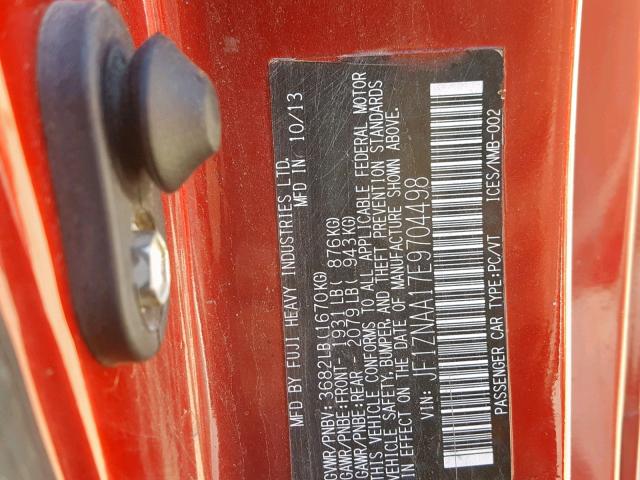 MFD BY FUJI HEAVY INDUSTRIES LTD.
MFD IN 10/13
GVWR/PNBV: 3682LB(1670KG)
GAWR/PNBE:FRONT- 1931 LB( 876KG)
GAWR/PNBE:REAR - 2079 LB( 943KG)
THIS VEHICLE CONFORMS TO ALL APPLICABLE FEDERAL MOTOR
VEHICLE SAFETY, BUMPER, AND THEFT PREVENTION STANDARDS
IN EFFECT ON THE DATE OF MANUFACTURE SHOWN ABOVE.
VIN: JF1ZNAA17E9704498
PASSENGER CAR TYPE:PC/VT ICES/NMB-002